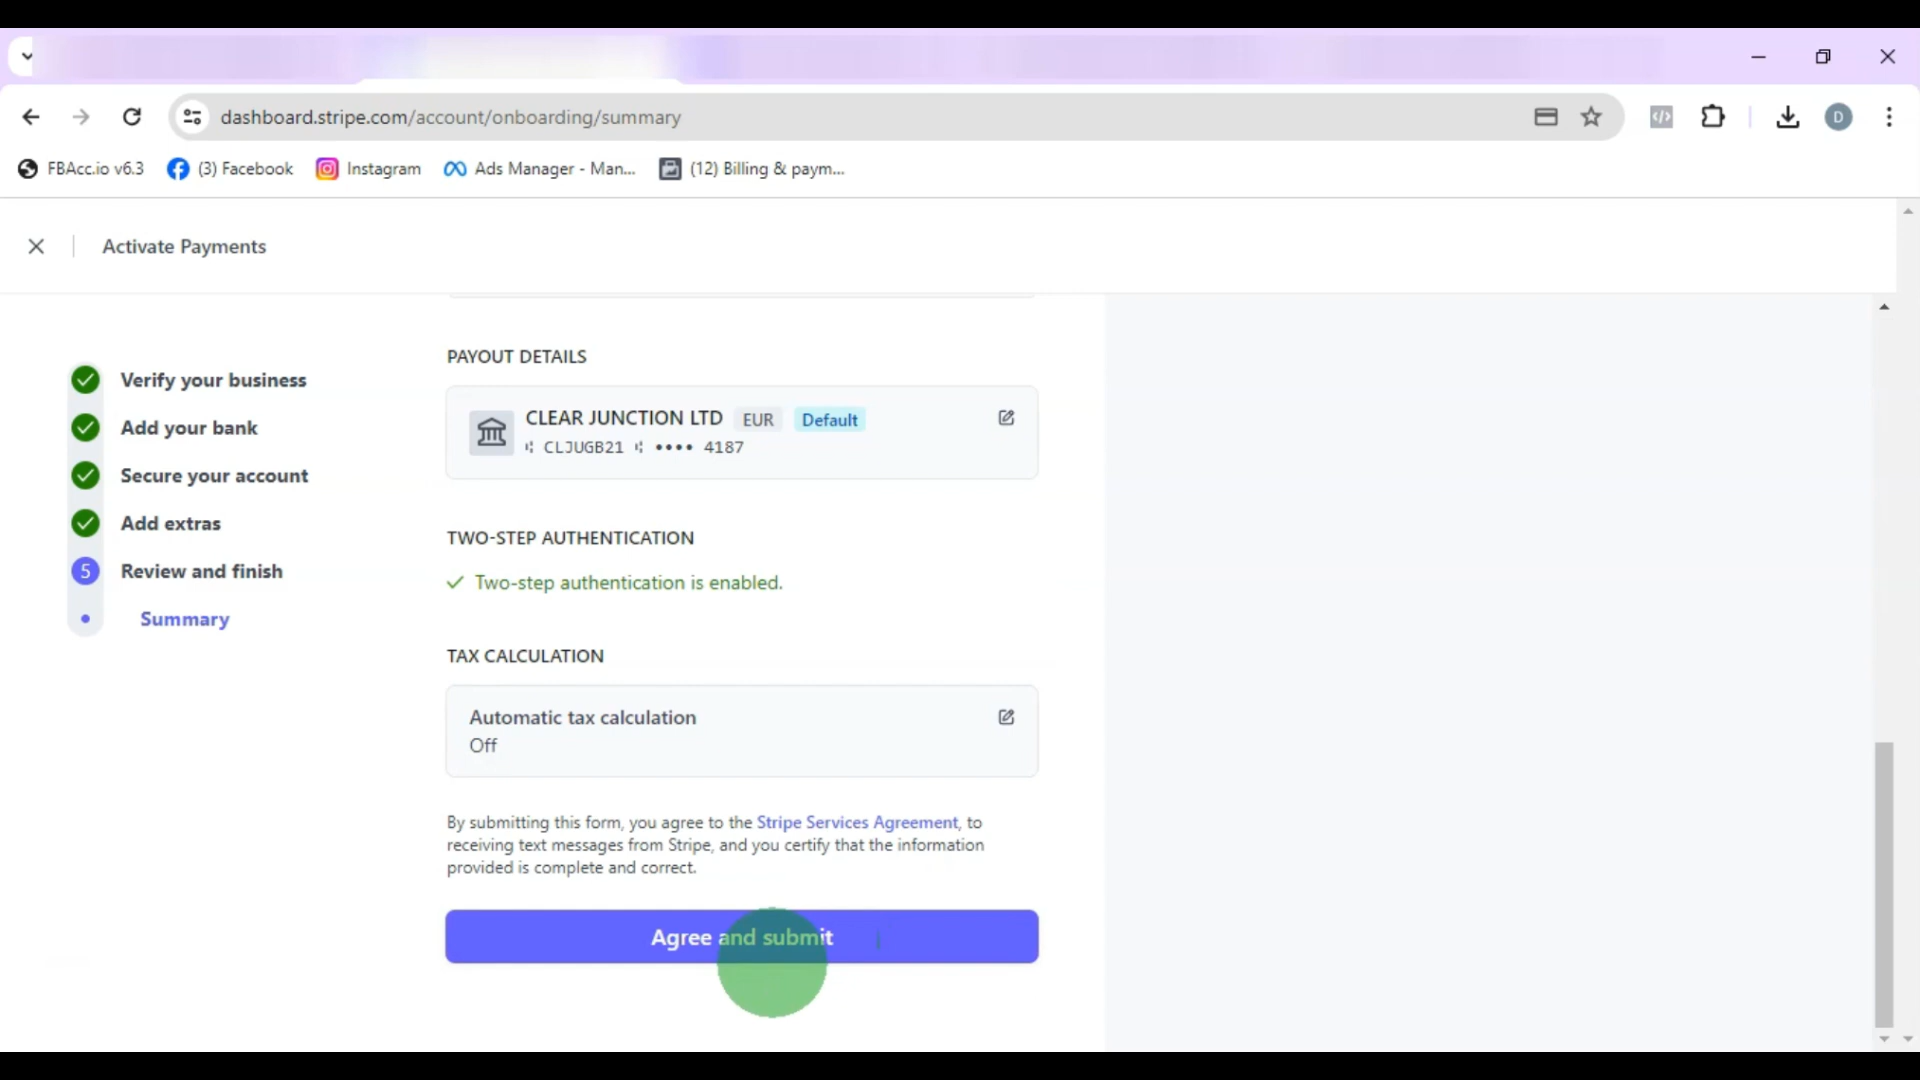 dashboard.stripe.com/account/onboarding/summary
D
FBAcc.io v6.3
(3) Facebook
Instagram
Ads Manager - Man...
(12) Billing & paym...
Activate Payments
Verify your business
Add your bank
Secure your account
Add extras
5 Review and finish
Summary
PAYOUT DETAILS
CLEAR JUNCTION LTD EUR Default
⑆ CLJUGB21 ⑆ •••• 4187
TWO-STEP AUTHENTICATION
Two-step authentication is enabled.
TAX CALCULATION
Automatic tax calculation
Off
By submitting this form, you agree to the Stripe Services Agreement, to
receiving text messages from Stripe, and you certify that the information
provided is complete and correct.
Agree and submit